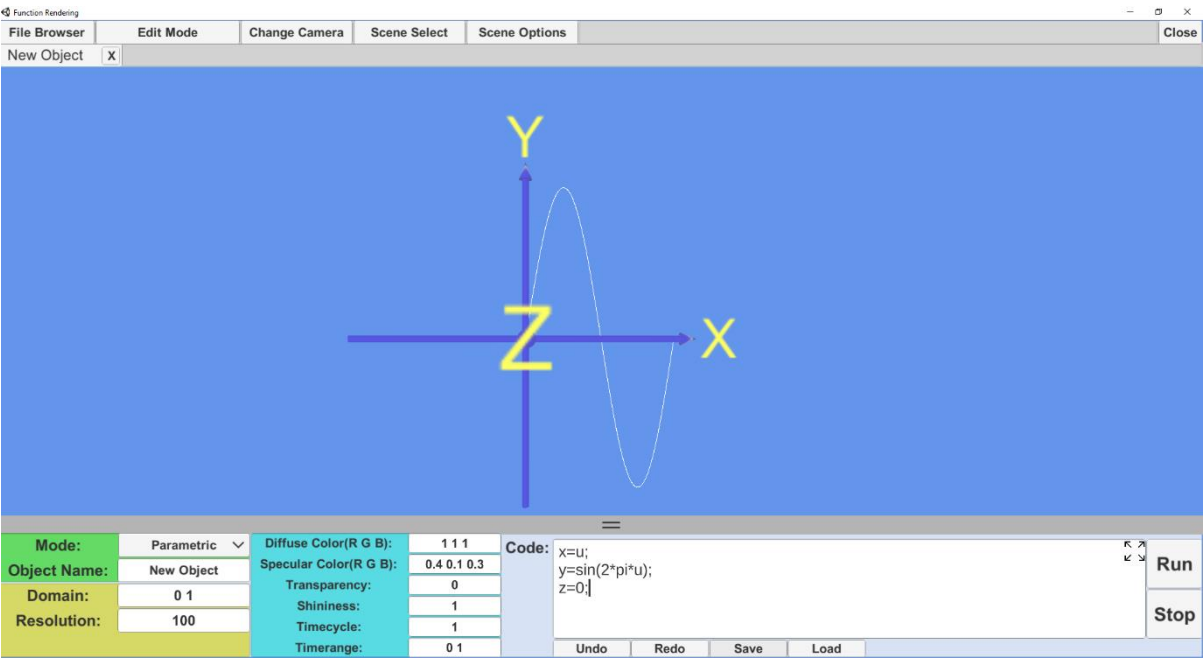 Function Rendering
File Browser Edit Mode Change Camera Scene Select Scene Options Close
New Object X
Y
Z
X
Mode: Parametric
Object Name: New Object
Domain: 0 1
Resolution: 100
Diffuse Color(R G B): 1 1 1
Specular Color(R G B): 0.4 0.1 0.3
Transparency: 0
Shininess: 1
Timecycle: 1
Timerange: 0 1
Code:
x=u;
y=sin(2*pi*u);
z=0;
Run
Stop
Undo Redo Save Load